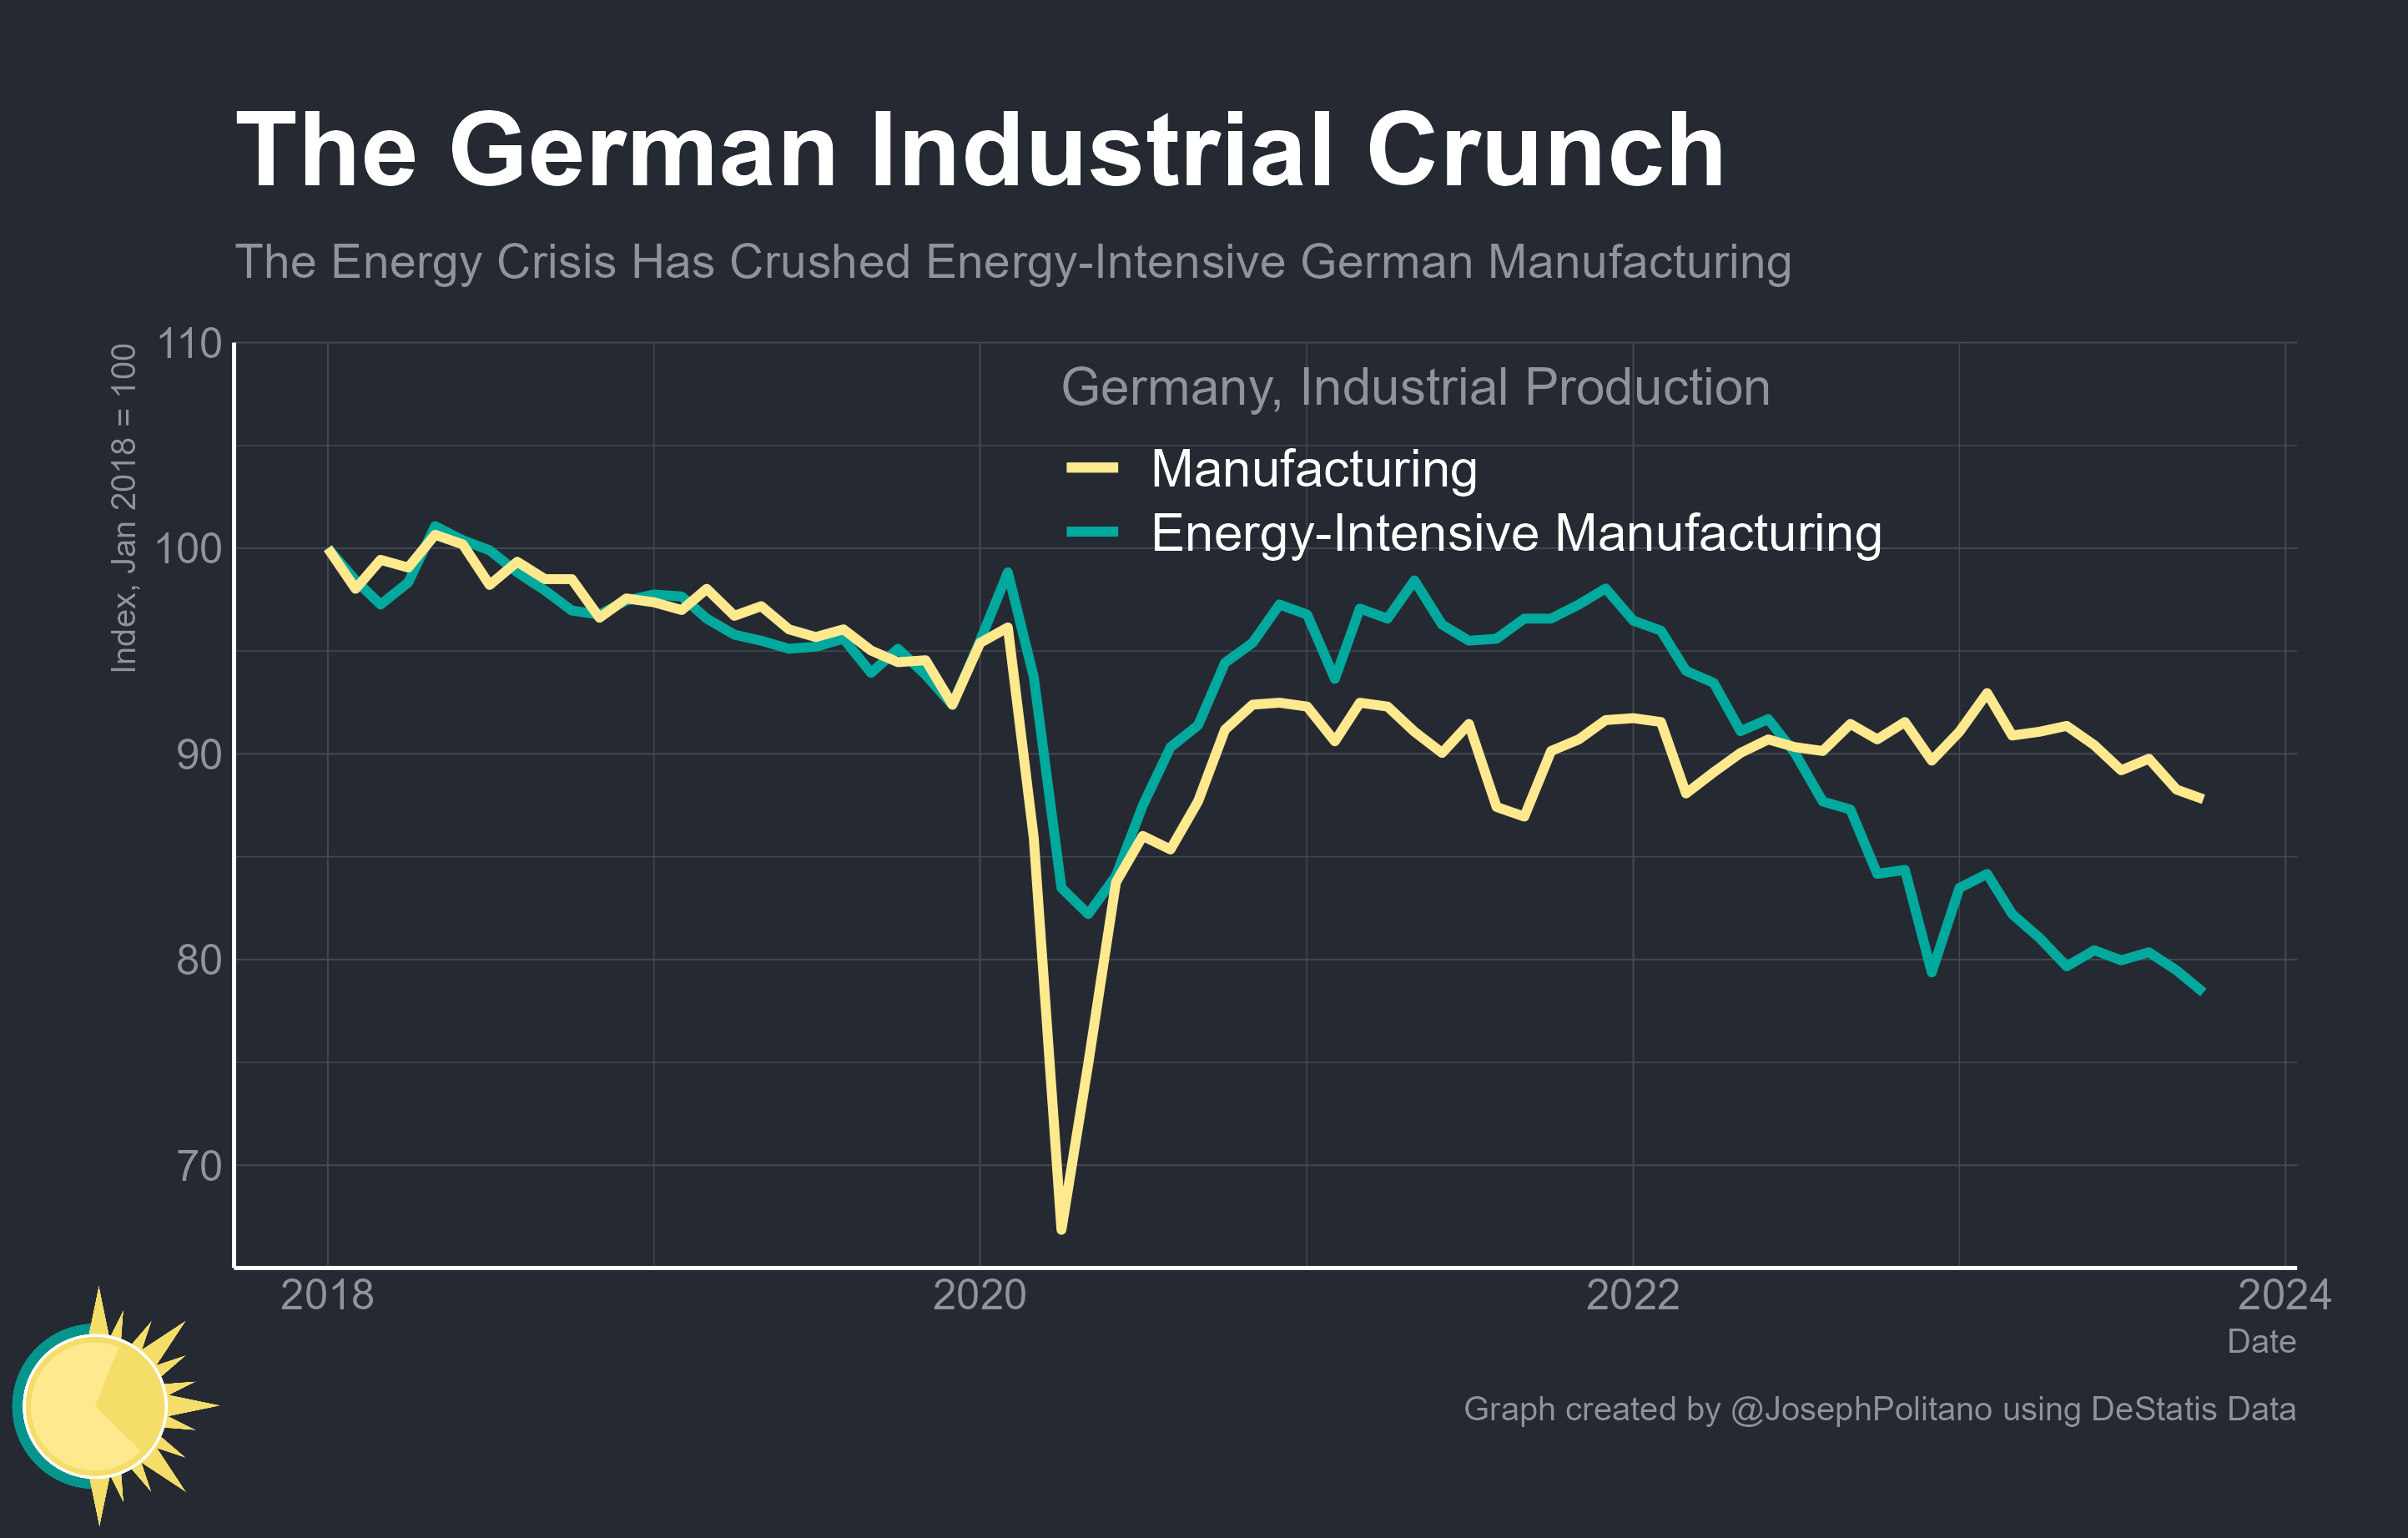 The German Industrial Crunch
The Energy Crisis Has Crushed Energy-Intensive German Manufacturing
Index, Jan 2018 = 100
110
100
90
80
70
Germany, Industrial Production
Manufacturing
Energy-Intensive Manufacturing
2018
2020
2022
2024
Date
Graph created by @JosephPolitano using DeStatis Data